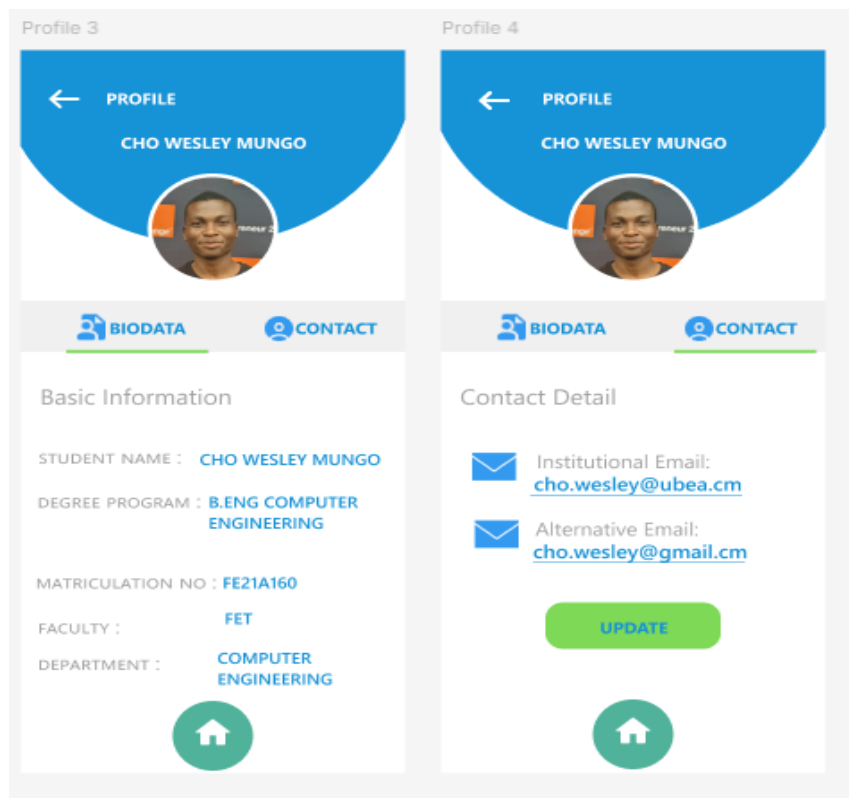 Profile 3
PROFILE
CHO WESLEY MUNGO
BIODATA CONTACT
Basic Information
STUDENT NAME : CHO WESLEY MUNGO
DEGREE PROGRAM : B.ENG COMPUTER
ENGINEERING
MATRICULATION NO : FE21A160
FACULTY : FET
DEPARTMENT : COMPUTER
ENGINEERING
Profile 4
PROFILE
CHO WESLEY MUNGO
BIODATA CONTACT
Contact Detail
Institutional Email:
cho.wesley@ubea.cm
Alternative Email:
cho.wesley@gmail.cm
UPDATE